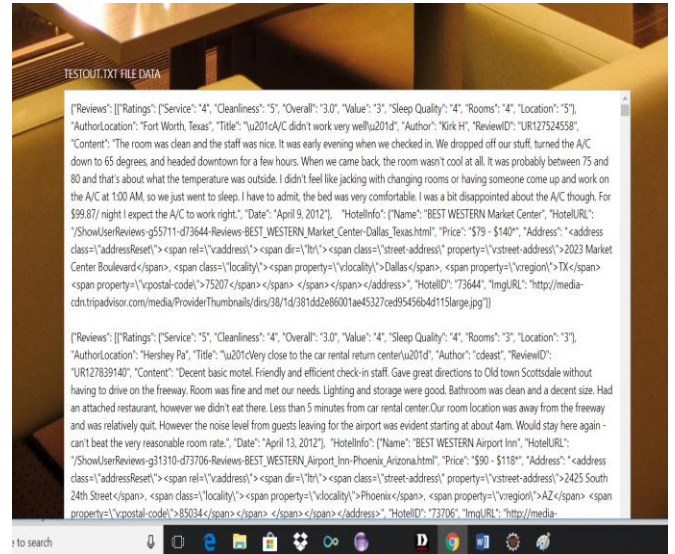 TESTOUT.TXT FILE DATA
{"Reviews": [{"Ratings": {"Service": "4", "Cleanliness": "5", "Overall": "3.0", "Value": "3", "Sleep Quality": "4", "Rooms": "4", "Location": "5"},
"AuthorLocation": "Fort Worth, Texas", "Title": "\u201cA/C didn't work very well\u201d", "Author": "Kirk H", "ReviewID": "UR127524558",
"Content": "The room was clean and the staff was nice. It was early evening when we checked in. We dropped off our stuff, turned the A/C
down to 65 degrees, and headed downtown for a few hours. When we came back, the room wasn't cool at all. It was probably between 75 and
80 and that's about what the temperature was outside. I didn't feel like jacking with changing rooms or having someone come up and work on
the A/C at 1:00 AM, so we just went to sleep. I have to admit, the bed was very comfortable. I was a bit disappointed about the A/C though. For
$99.87/ night I expect the A/C to work right.", "Date": "April 9, 2012"}, "HotelInfo": {"Name": "BEST WESTERN Market Center", "HotelURL":
"/ShowUserReviews-g55711-d73644-Reviews-BEST_WESTERN_Market_Center-Dallas_Texas.html", "Price": "$79 - $140*", "Address": "<address
class=\"addressReset\"><span rel=\"v:address\"><span dir=\"ltr\"><span class=\"street-address\" property=\"v:street-address\">2023 Market
Center Boulevard</span>, <span class=\"locality\"><span property=\"v:locality\">Dallas</span>, <span property=\"v:region\">TX</span>
<span property=\"v:postal-code\">75207</span></span> </span></span></address>", "HotelID": "73644", "ImgURL": "http://media-
cdn.tripadvisor.com/media/ProviderThumbnails/dirs/38/1d/381dd2e86001ae45327ced95456b4d115large.jpg"}}
{"Reviews": [{"Ratings": {"Service": "5", "Cleanliness": "4", "Overall": "3.0", "Value": "4", "Sleep Quality": "4", "Rooms": "3", "Location": "3"},
"AuthorLocation": "Hershey Pa", "Title": "\u201cVery close to the car rental return center\u201d", "Author": "cdeast", "ReviewID":
"UR127839140", "Content": "Decent basic motel. Friendly and efficient check-in staff. Gave great directions to Old town Scottsdale without
having to drive on the freeway. Room was fine and met our needs. Lighting and storage were good. Bathroom was clean and a decent size. Had
an attached restaurant, however we didn't eat there. Less than 5 minutes from car rental center.Our room location was away from the freeway
and was relatively quit. However the noise level from guests leaving for the airport was evident starting at about 4am. Would stay here again -
can't beat the very reasonable room rate.", "Date": "April 13, 2012"}, "HotelInfo": {"Name": "BEST WESTERN Airport Inn", "HotelURL":
"/ShowUserReviews-g31310-d73706-Reviews-BEST_WESTERN_Airport_Inn-Phoenix_Arizona.html", "Price": "$90 - $118*", "Address": "<address
class=\"addressReset\"><span rel=\"v:address\"><span dir=\"ltr\"><span class=\"street-address\" property=\"v:street-address\">2425 South
24th Street</span>, <span class=\"locality\"><span property=\"v:locality\">Phoenix</span>, <span property=\"v:region\">AZ</span> <span
property=\"v:postal-code\">85034</span></span> </span></span></address>", "HotelID": "73706", "ImgURL": "http://media-
e to search